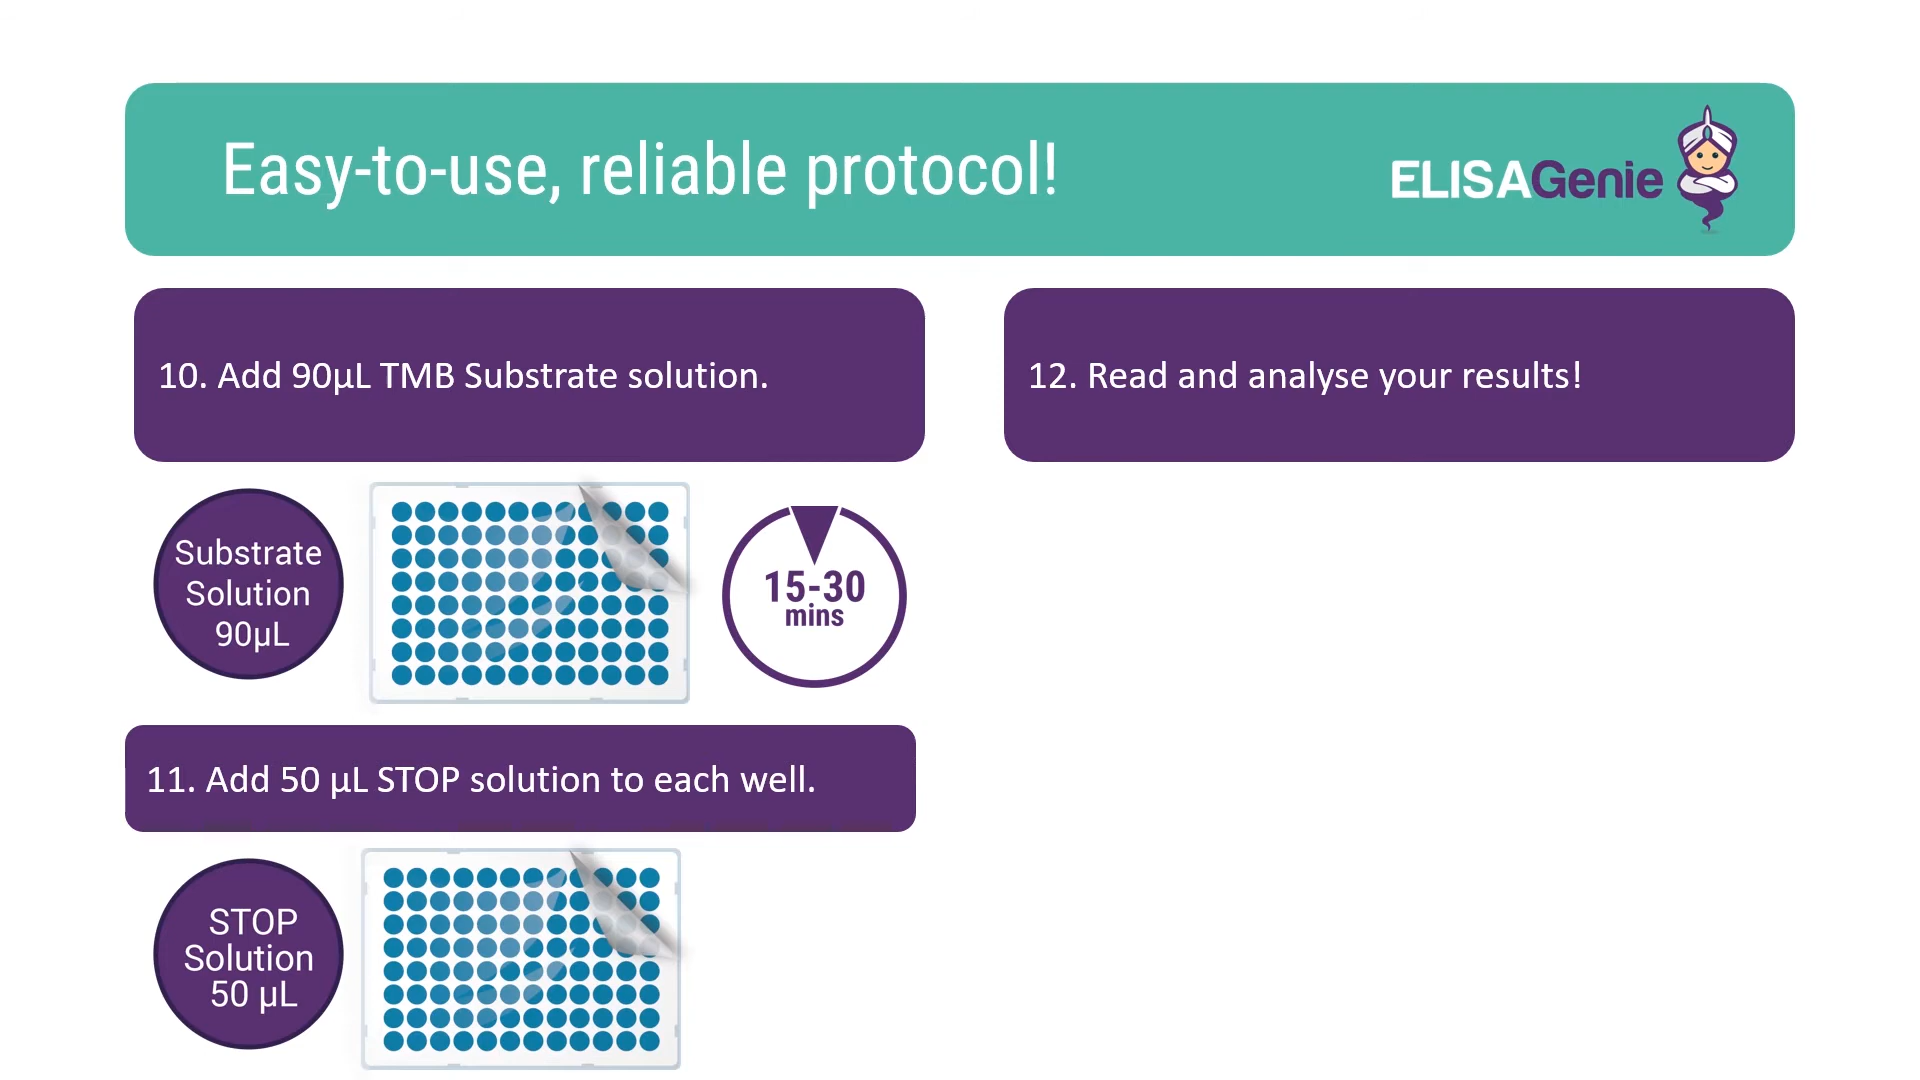 Easy-to-use, reliable protocol!
ELISAGenie
10. Add 90µL TMB Substrate solution.
Substrate
Solution
90µL
15-30
mins
11. Add 50 µL STOP solution to each well.
STOP
Solution
50 µL
12. Read and analyse your results!